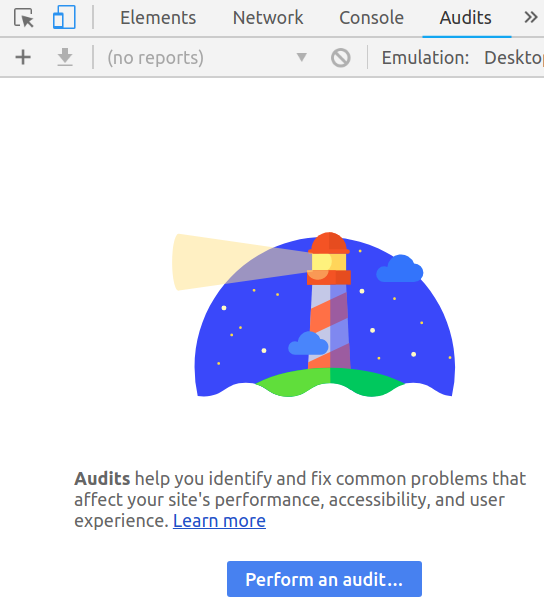 Elements Network Console Audits »
+ (no reports) ▼ Emulation: Deskto
Audits help you identify and fix common problems that
affect your site's performance, accessibility, and user
experience. Learn more
Perform an audit…